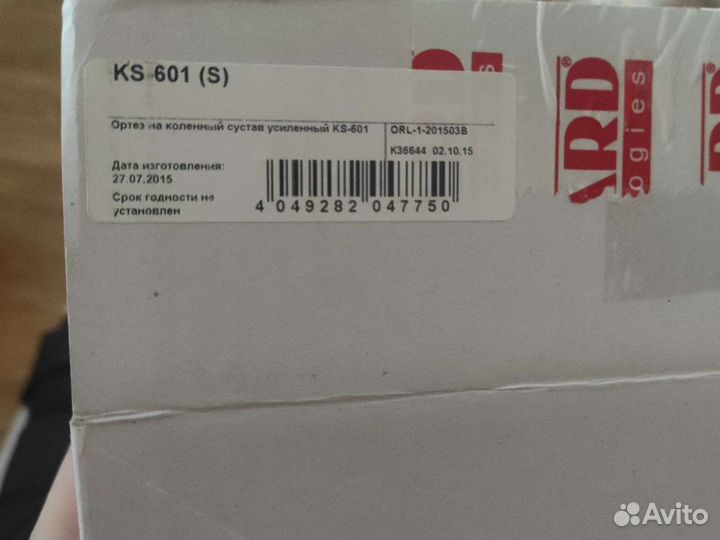 KS 601 (S)
Ортез на коленный сустав усиленный KS-601
ORL-1-201503B
K36644 02.10.15
Дата изготовления:
27.07.2015
Срок годности не
установлен
4 049282 047750
ARD®
ogies
Avito